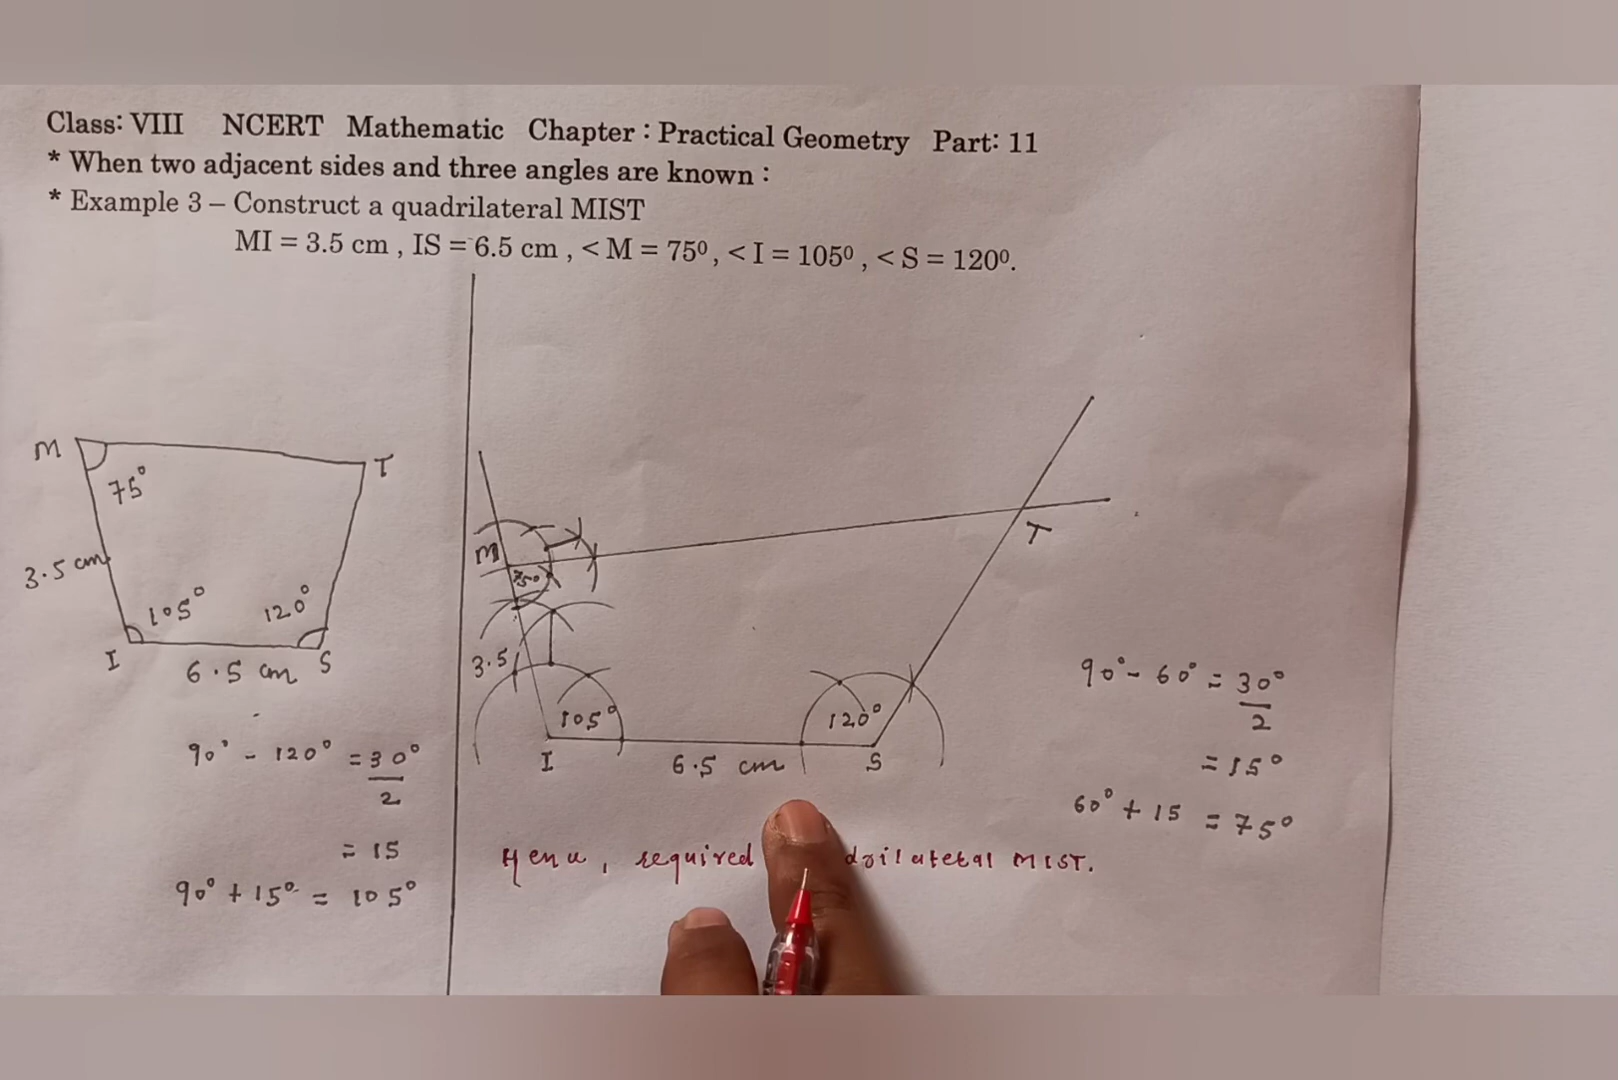 Class: VIII NCERT Mathematic Chapter : Practical Geometry Part: 11
* When two adjacent sides and three angles are known :
* Example 3 – Construct a quadrilateral MIST
MI = 3.5 cm , IS = 6.5 cm , < M = 75⁰ , < I = 105⁰ , < S = 120⁰.
M
T
75°
3.5 cm
105°
120°
I
6.5 cm
S
90° - 120° = 30°
2
= 15
90° + 15° = 105°
M
75°
T
3.5
105°
120°
I
6.5 cm
S
required
MIST.
90° - 60° = 30°
2
= 15°
60° + 15 = 75°